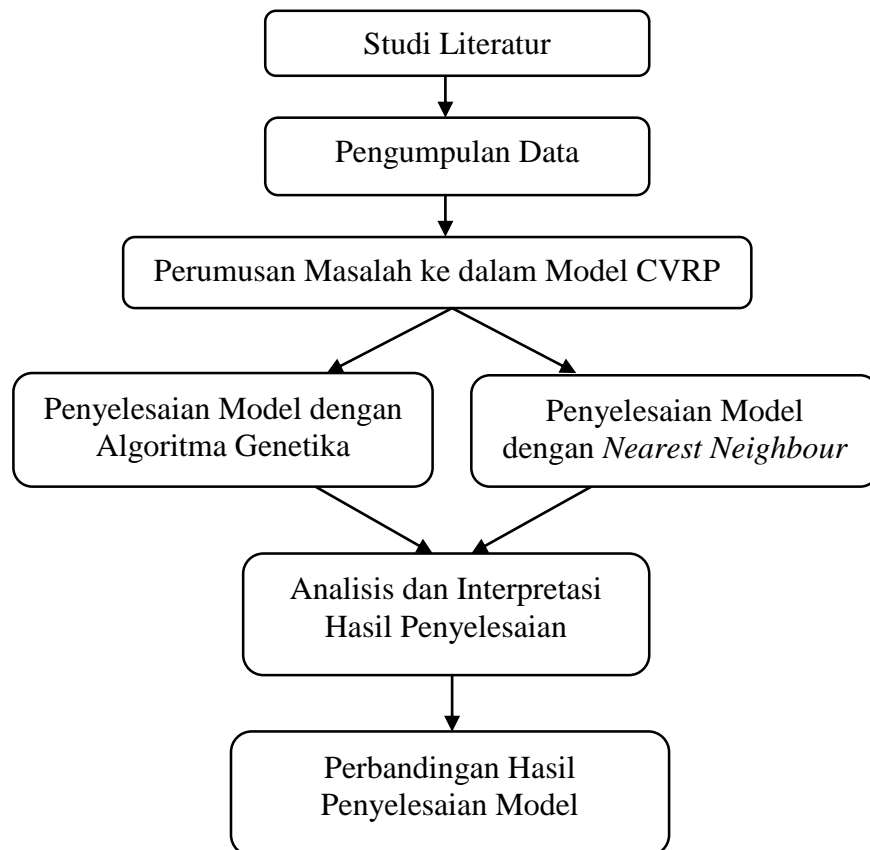 Studi Literatur
Pengumpulan Data
Perumusan Masalah ke dalam Model CVRP
Penyelesaian Model dengan
Algoritma Genetika
Penyelesaian Model
dengan Nearest Neighbour
Analisis dan Interpretasi
Hasil Penyelesaian
Perbandingan Hasil
Penyelesaian Model